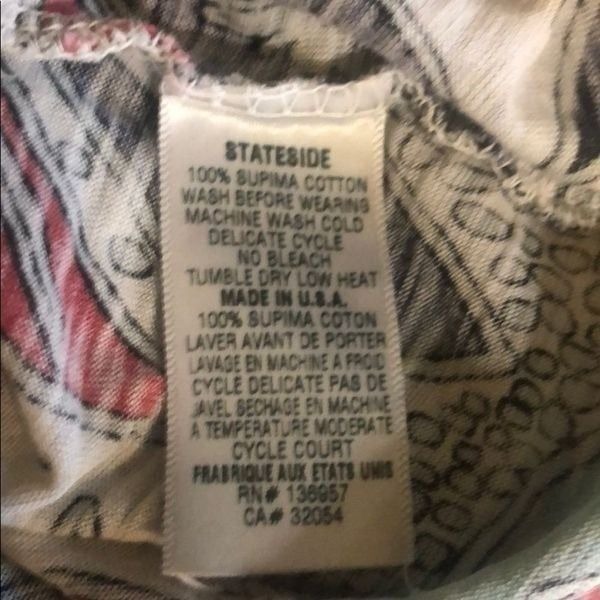 STATESIDE
100% SUPIMA COTTON
WASH BEFORE WEARING
MACHINE WASH COLD
DELICATE CYCLE
NO BLEACH
TUMBLE DRY LOW HEAT
MADE IN U.S.A.
100% SUPIMA COTON
LAVER AVANT DE PORTER
LAVAGE EN MACHINE A FROID
CYCLE DELICATE PAS DE
JAVEL SECHAGE EN MACHINE
A TEMPERATURE MODERATE
CYCLE COURT
FRABRIQUE AUX ETATS UNIS
RN# 136957
CA# 32054